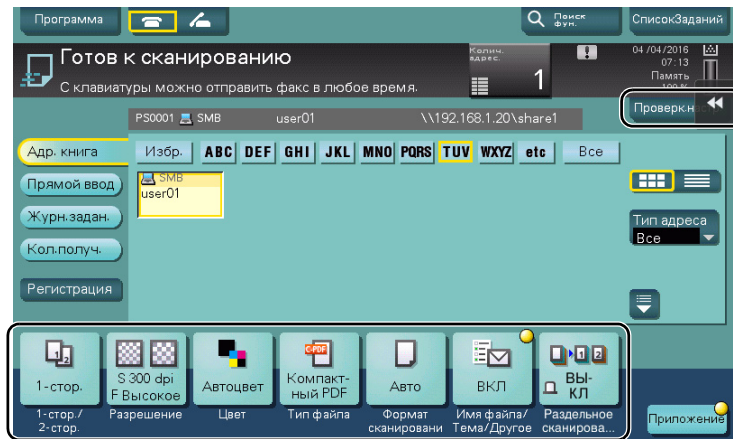 Программа
Поиск
фун.
СписокЗаданий
Готов к сканированию
С клавиатуры можно отправить факс в любое время.
Колич.
адрес.
1
04/04/2016
07:13
Память
100 %
PS0001 SMB user01 \\192.168.1.20\share1
Проверк.н
Адр. книга
Избр. ABC DEF GHI JKL MNO PQRS TUV WXYZ etc Все
Прямой ввод
SMB
user01
Журн.задан.
Тип адреса
Все
Кол.получ.
Регистрация
1-стор.
S 300 dpi
F Высокое
Автоцвет
C-PDF
Компакт-
ный PDF
Авто
ВКЛ
ВЫ-
КЛ
1-стор./
2-стор.
Разрешение
Цвет
Тип файла
Формат
сканировани
Имя файла/
Тема/Другое
Раздельное
сканирова...
Приложение